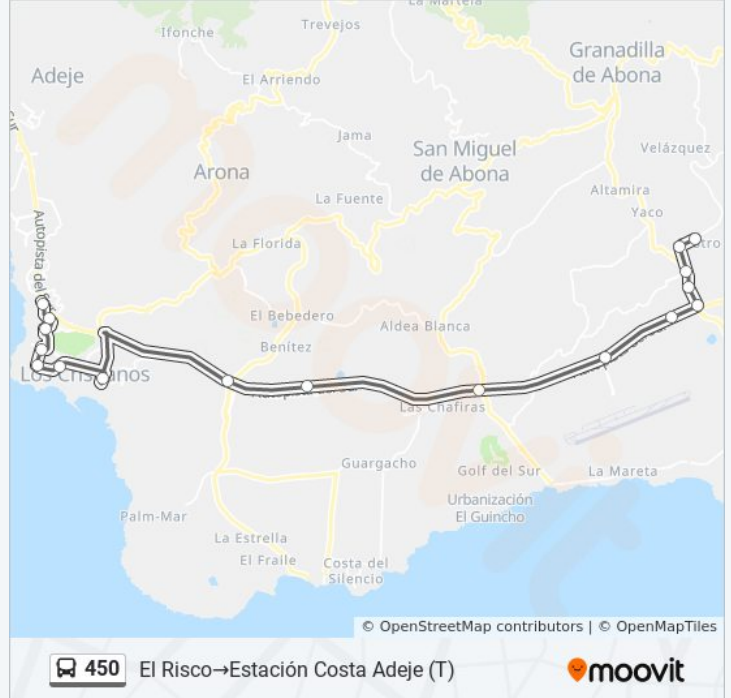 La Martela
Trevejos
Ifonche
Granadilla
de Abona
Adeje
El Arriendo
Jama
San Miguel
de Abona
Velázquez
Arona
Altamira
La Fuente
Yaco
Autopista del
La Florida
El Bebedero
Aldea Blanca
Benítez
Los Cristianos
Las Chafiras
Guargacho
Golf del Sur
La Mareta
Urbanización
El Guincho
Palm-Mar
La Estrella
El Fraile
Costa del
Silencio
moovit
© OpenStreetMap contributors | © OpenMapTiles
450 El Risco→Estación Costa Adeje (T)
moovit